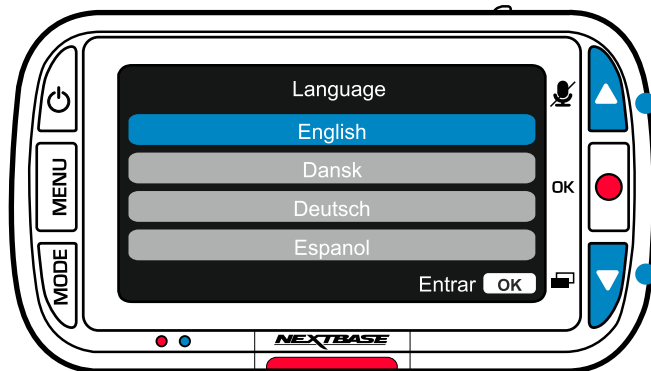 Language
English
Dansk
Deutsch
Espanol
Entrar OK
MENU
MODE
OK
NEXTBASE